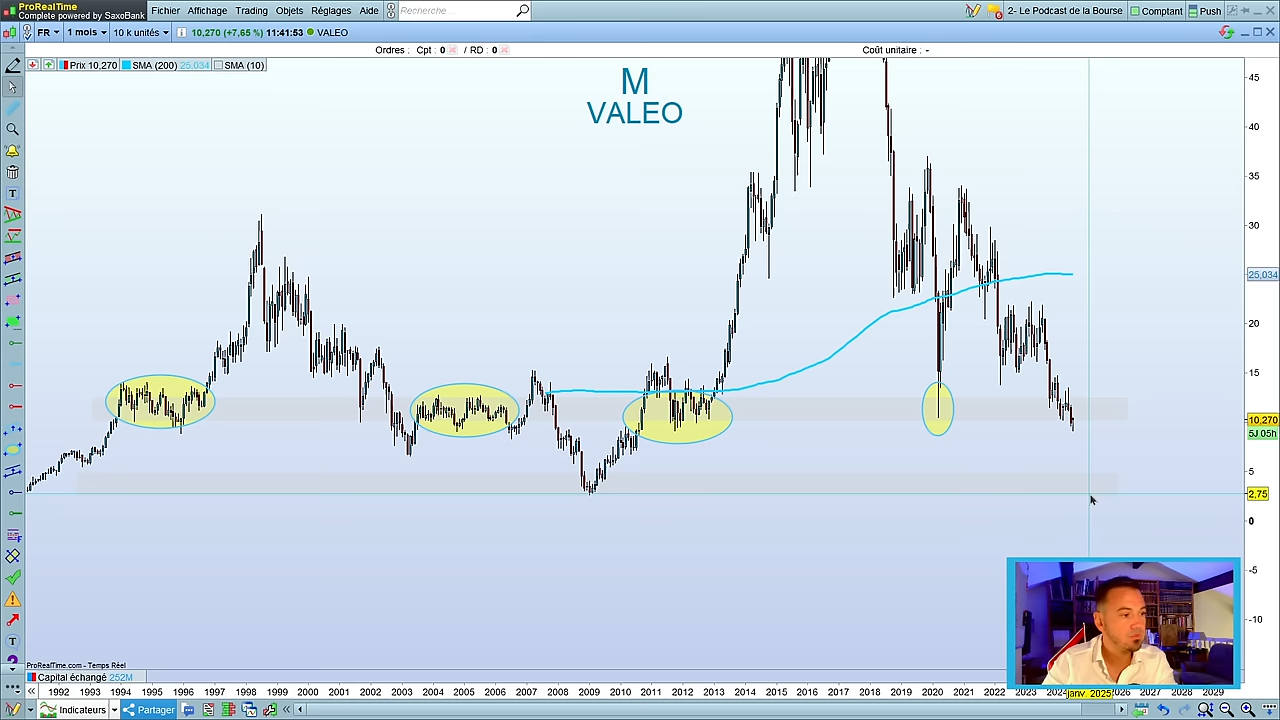 ProRealTime
Complete powered by SaxoBank
Fichier Affichage Trading Objets Réglages Aide Recherche 2- Le Podcast de la Bourse Comptant Push
FR 1 mois 10 k unités 10,270 (+7,65 %) 11:41:53 VALEO
Ordres : Cpt : 0 / RD : 0 Coût unitaire : -
Prix 10,270 SMA (200) 25.034 SMA (10)
M
VALEO
45
40
35
30
25,034
20
15
10,270
5J 05h
5
2,75
0
-5
-10
ProRealTime.com - Temps Réel
Capital échangé 252M
1992 1993 1994 1995 1996 1997 1998 1999 2000 2001 2002 2003 2004 2005 2006 2007 2008 2009 2010 2011 2012 2013 2014 2015 2016 2017 2018 2019 2020 2021 2022 2023 2024 janv. 2025 2026 2027 2028 2029
Indicateurs Partager